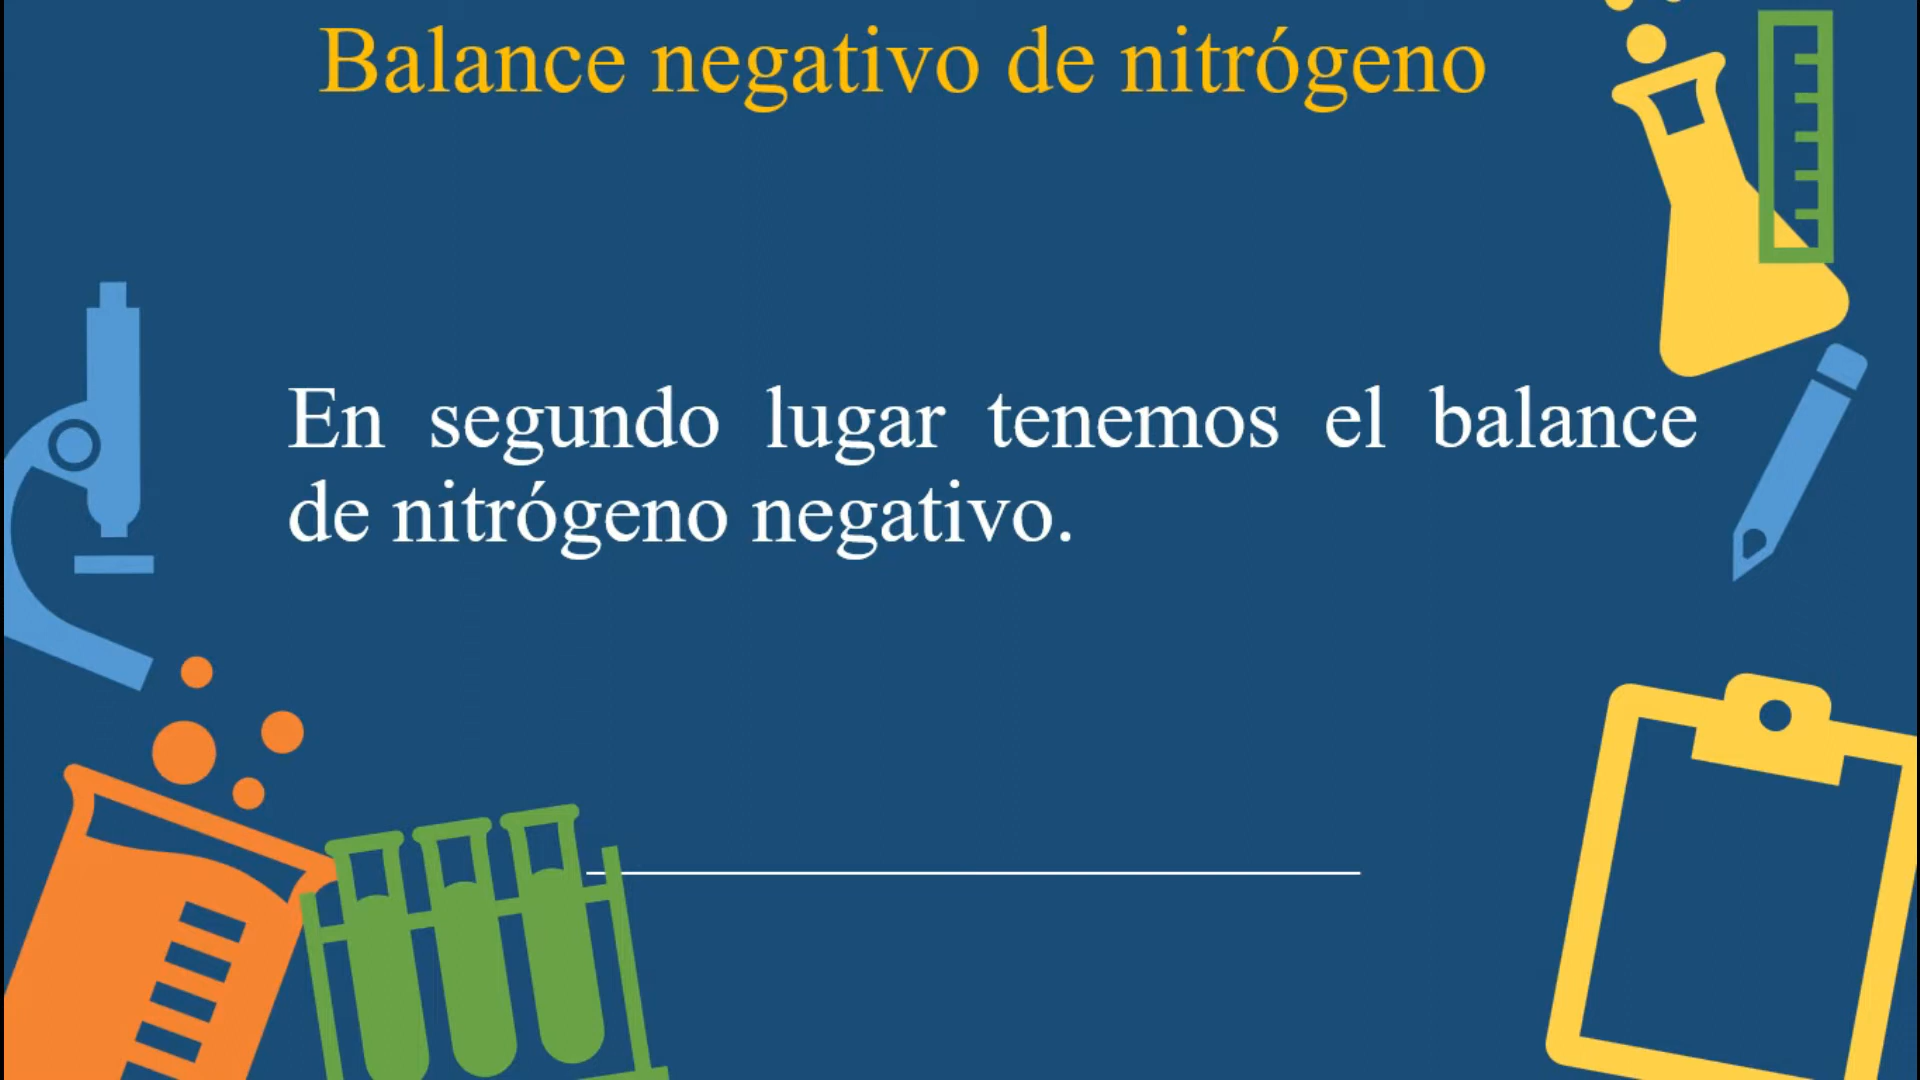 Balance negativo de nitrógeno
En segundo lugar tenemos el balance
de nitrógeno negativo.